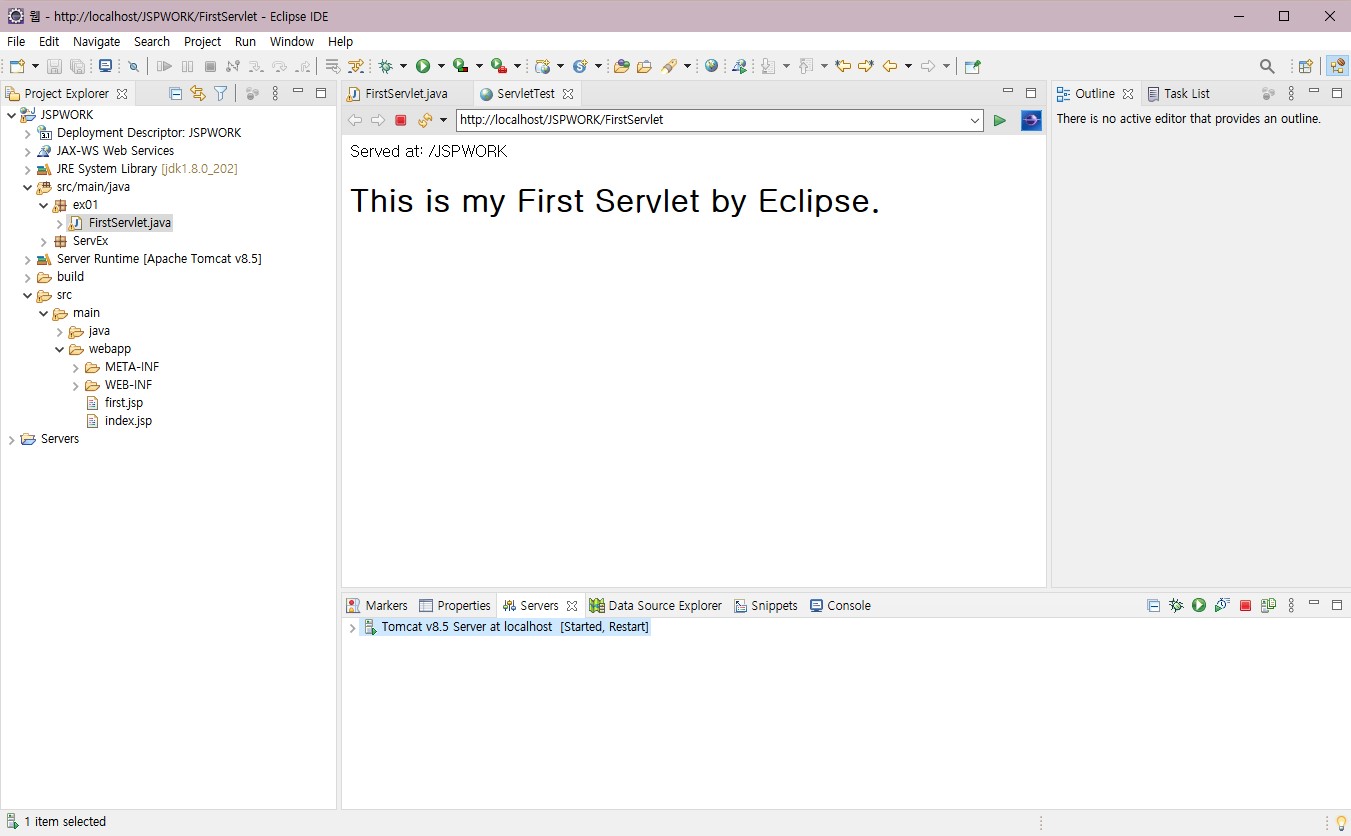 웹 - http://localhost/JSPWORK/FirstServlet - Eclipse IDE
File Edit Navigate Search Project Run Window Help
Project Explorer
JSPWORK
Deployment Descriptor: JSPWORK
JAX-WS Web Services
JRE System Library [jdk1.8.0_202]
src/main/java
ex01
FirstServlet.java
ServEx
Server Runtime [Apache Tomcat v8.5]
build
src
main
java
webapp
META-INF
WEB-INF
first.jsp
index.jsp
Servers
FirstServlet.java ServletTest
http://localhost/JSPWORK/FirstServlet
Served at: /JSPWORK
This is my First Servlet by Eclipse.
Outline Task List
There is no active editor that provides an outline.
Markers Properties Servers Data Source Explorer Snippets Console
Tomcat v8.5 Server at localhost [Started, Restart]
1 item selected